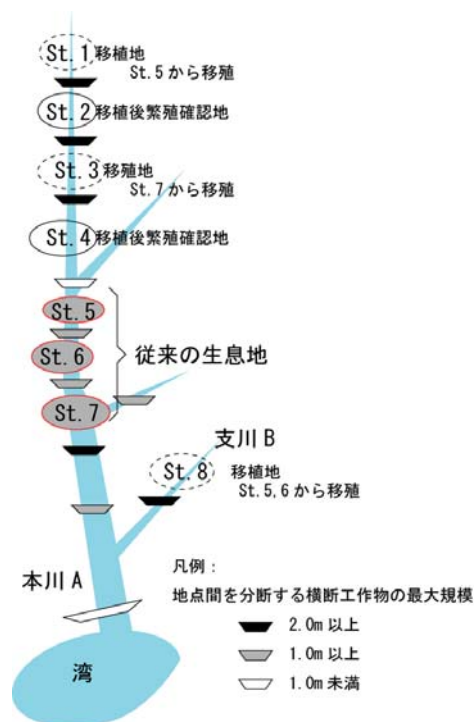 St.1 移植地
St.5 から移殖
St.2 移植後繁殖確認地
St.3 移殖地
St.7 から移殖
St.4 移植後繁殖確認地
St.5
St.6
従来の生息地
St.7
支川 B
St.8 移植地
St.5,6 から移殖
本川 A
凡例：
地点間を分断する横断工作物の最大規模
2.0m 以上
1.0m 以上
1.0m 未満
湾